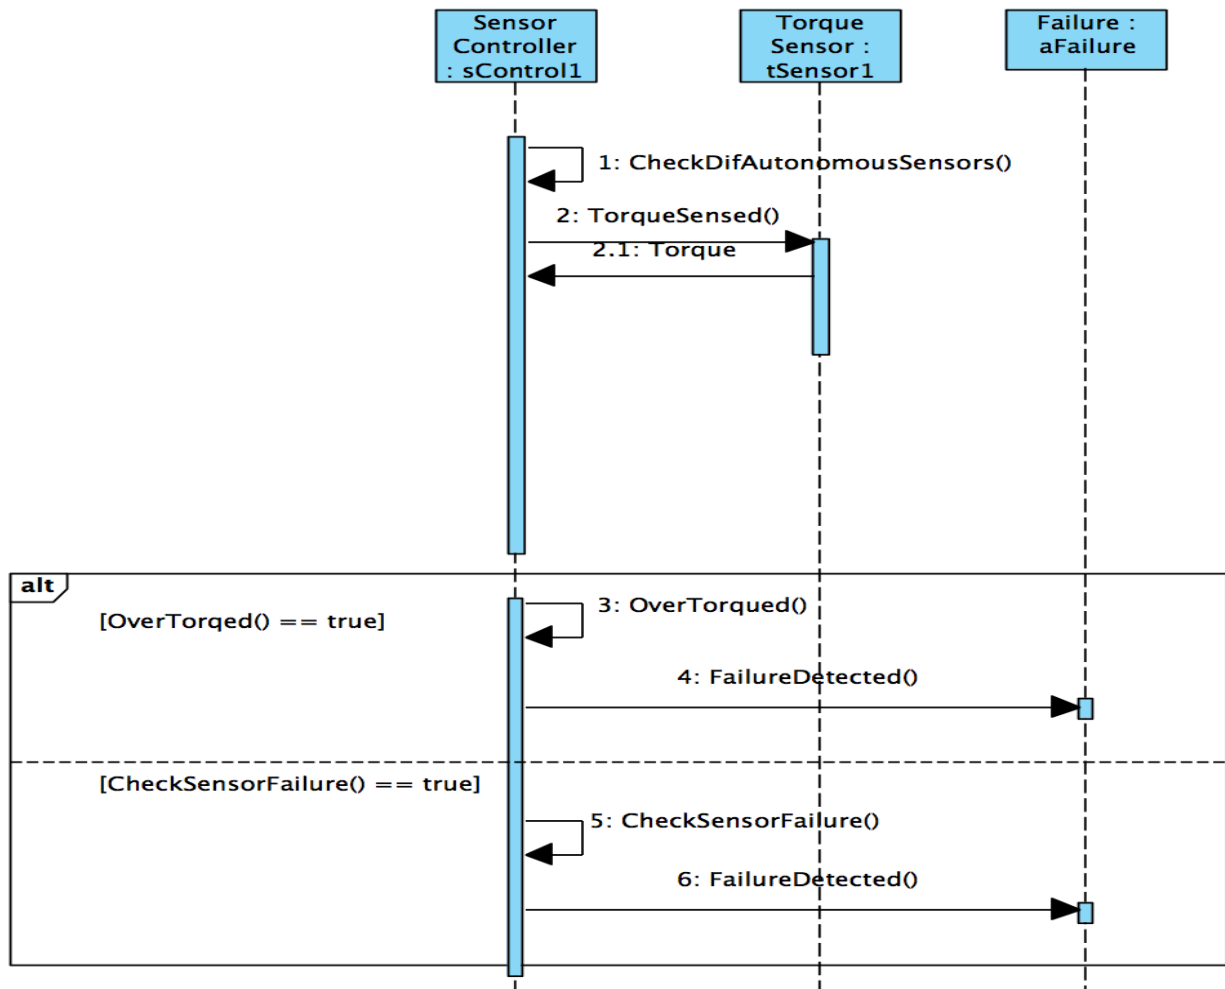 Sensor
Controller
: sControl1
Torque
Sensor :
tSensor1
Failure :
aFailure
1: CheckDifAutonomousSensors()
2: TorqueSensed()
2.1: Torque
alt
[OverTorqed() == true]
3: OverTorqued()
4: FailureDetected()
[CheckSensorFailure() == true]
5: CheckSensorFailure()
6: FailureDetected()